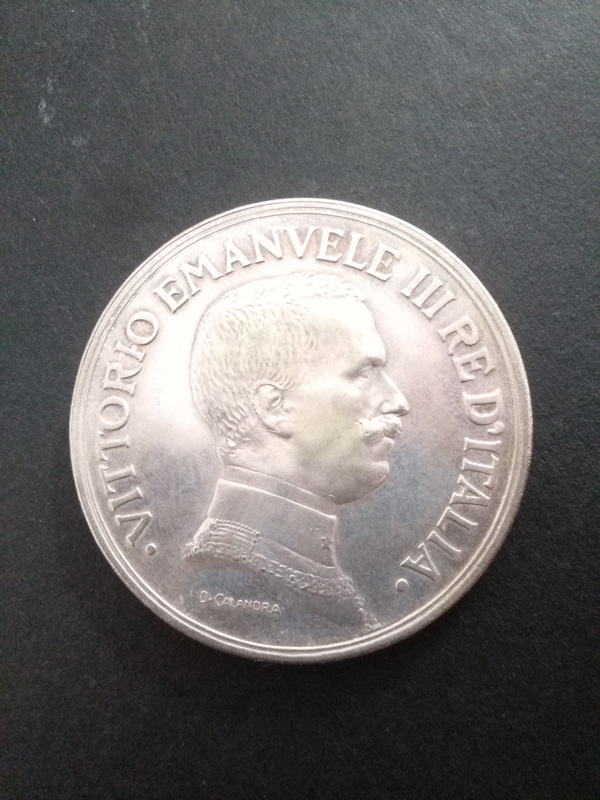 • VITTORIO EMANVELE III RE D'ITALIA •
D• CALANDRA